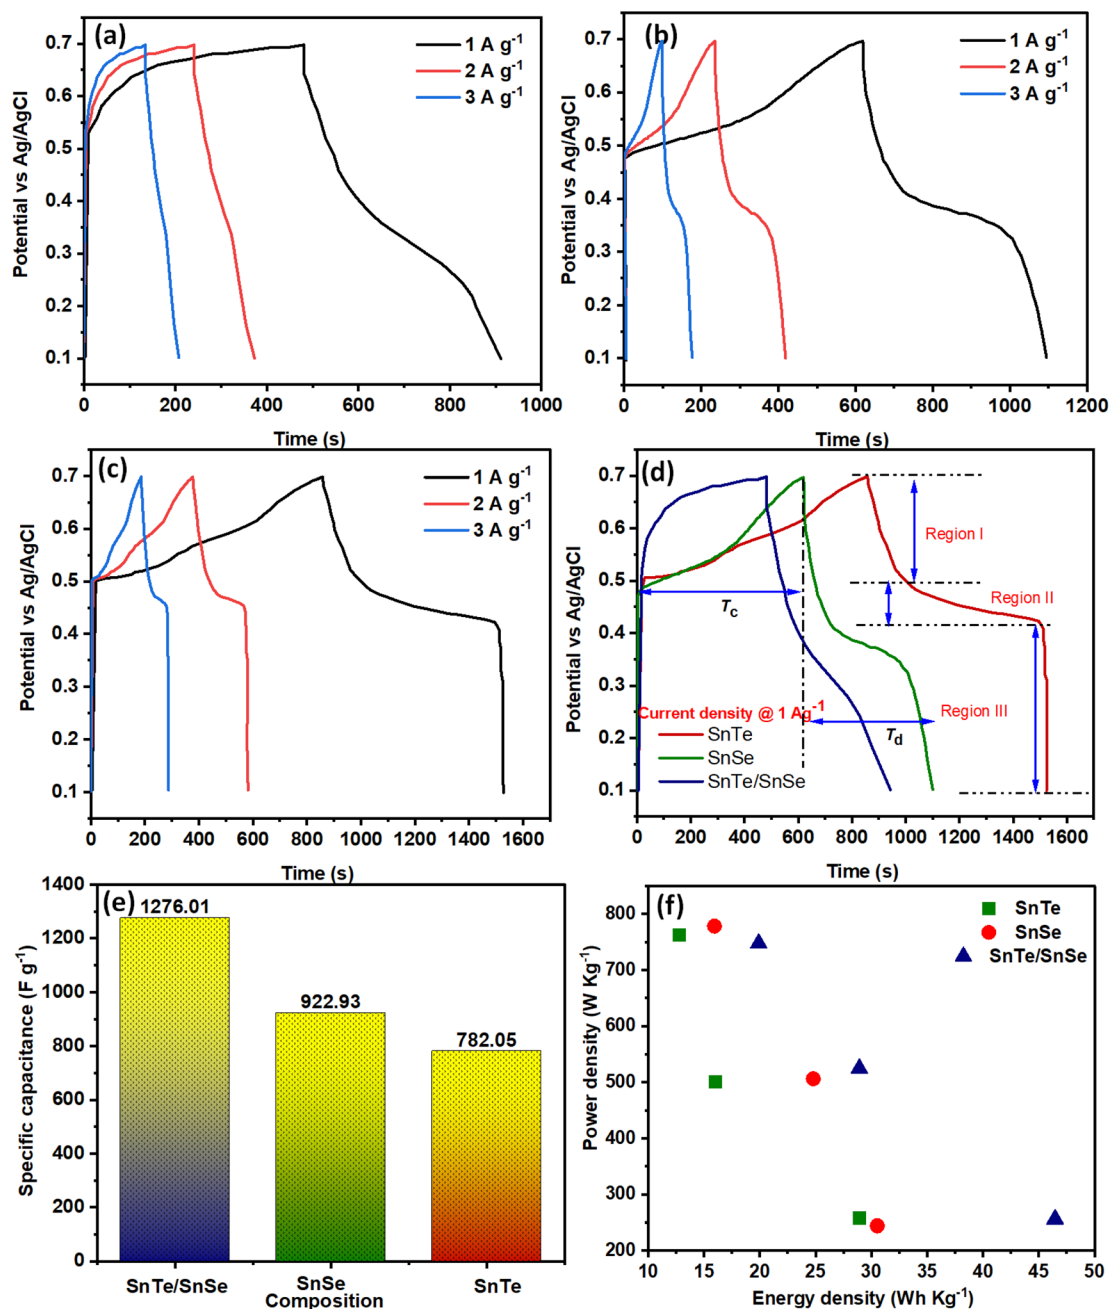 (a)
1 A g⁻¹
2 A g⁻¹
3 A g⁻¹
Potential vs Ag/AgCl
0.7
0.6
0.5
0.4
0.3
0.2
0.1
0 200 400 600 800 1000
Time (s)
(b)
1 A g⁻¹
2 A g⁻¹
3 A g⁻¹
Potential vs Ag/AgCl
0.7
0.6
0.5
0.4
0.3
0.2
0.1
0 200 400 600 800 1000 1200
Time (s)
(c)
1 A g⁻¹
2 A g⁻¹
3 A g⁻¹
Potential vs Ag/AgCl
0.7
0.6
0.5
0.4
0.3
0.2
0.1
0 200 400 600 800 1000 1200 1400 1600
Time (s)
(d)
Region I
Region II
Region III
Tc
Td
Current density @ 1 Ag⁻¹
SnTe
SnSe
SnTe/SnSe
Potential vs Ag/AgCl
0.7
0.6
0.5
0.4
0.3
0.2
0.1
0 200 400 600 800 1000 1200 1400 1600
Time (s)
(e)
1276.01
922.93
782.05
Specific capacitance (F g⁻¹)
1400
1200
1000
800
600
400
200
0
SnTe/SnSe SnSe SnTe
Composition
(f)
SnTe
SnSe
SnTe/SnSe
Power density (W Kg⁻¹)
800
700
600
500
400
300
200
10 15 20 25 30 35 40 45 50
Energy density (Wh Kg⁻¹)